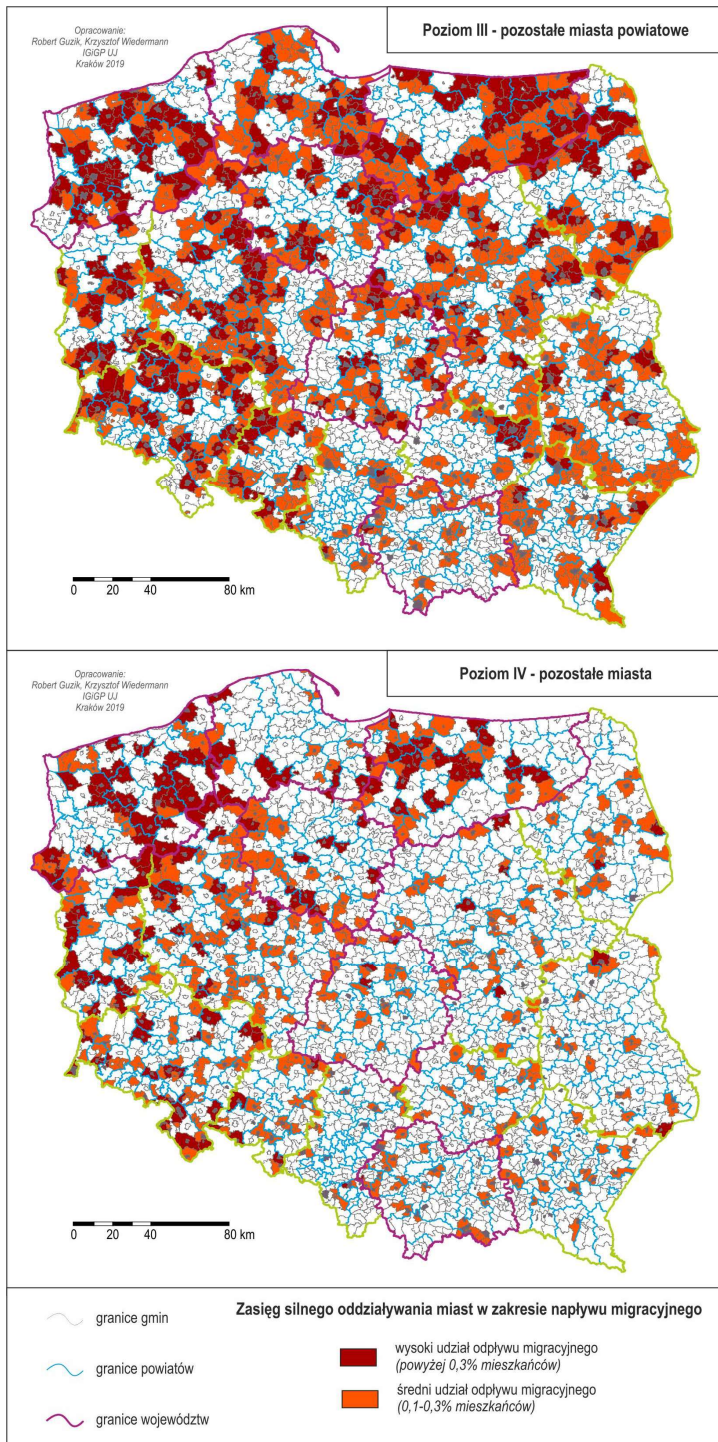 Opracowanie:
Robert Guzik, Krzysztof Wiedermann
IGiGP UJ
Kraków 2019
Poziom III - pozostałe miasta powiatowe
0 20 40 80 km
Opracowanie:
Robert Guzik, Krzysztof Wiedermann
IGiGP UJ
Kraków 2019
Poziom IV - pozostałe miasta
0 20 40 80 km
Zasięg silnego oddziaływania miast w zakresie napływu migracyjnego
granice gmin
granice powiatów
granice województw
wysoki udział odpływu migracyjnego
(powyżej 0,3% mieszkańców)
średni udział odpływu migracyjnego
(0,1-0,3% mieszkańców)